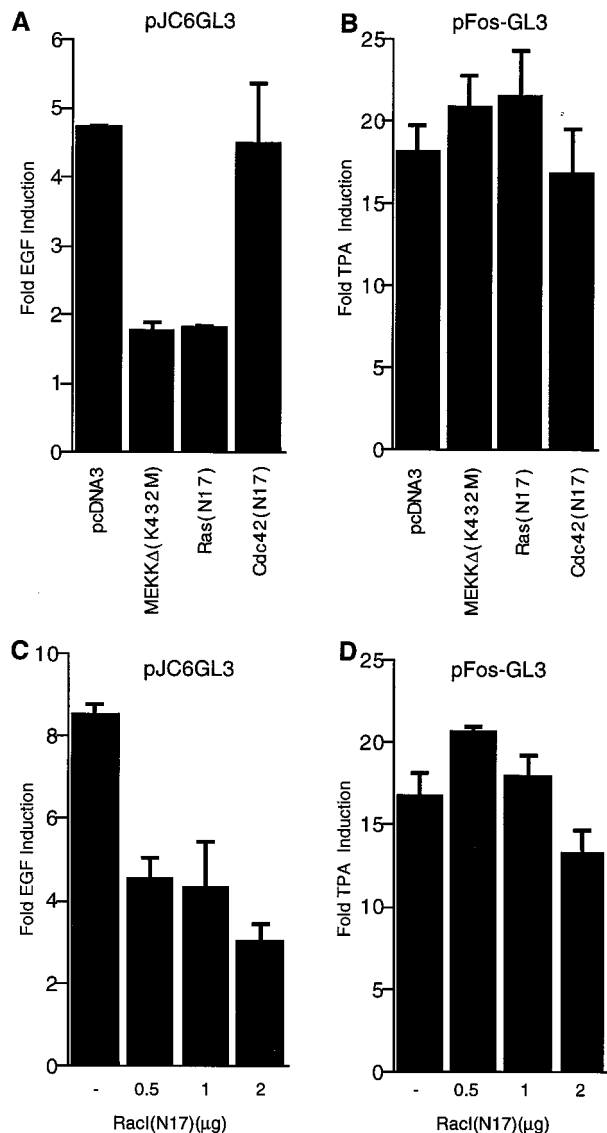 A
pJC6GL3
Fold EGF Induction
6
5
4
3
2
1
0
pcDNA3
MEKKΔ(K432M)
Ras(N17)
Cdc42(N17)
B
pFos-GL3
Fold TPA Induction
25
20
15
10
5
0
pcDNA3
MEKKΔ(K432M)
Ras(N17)
Cdc42(N17)
C
pJC6GL3
Fold EGF Induction
10
8
6
4
2
0
- 0.5 1 2
RacI(N17)(μg)
D
pFos-GL3
Fold TPA Induction
25
20
15
10
5
0
- 0.5 1 2
RacI(N17)(μg)